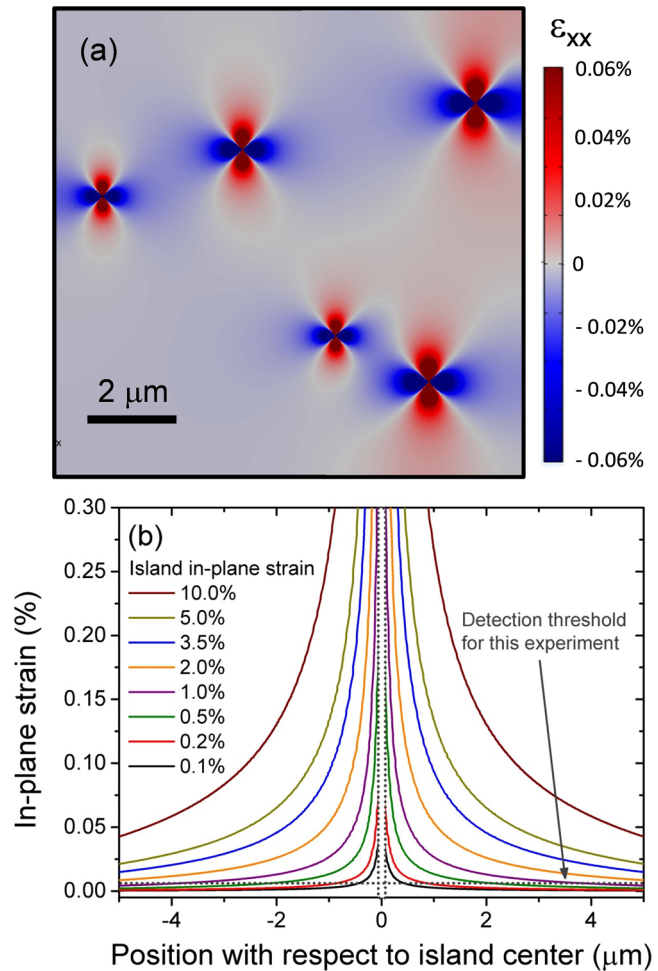 (a)
εxx
0.06%
0.04%
0.02%
0
- 0.02%
- 0.04%
- 0.06%
2 μm
x
(b)
Island in-plane strain
10.0%
5.0%
3.5%
2.0%
1.0%
0.5%
0.2%
0.1%
Detection threshold
for this experiment
In-plane strain (%)
0.30
0.25
0.20
0.15
0.10
0.05
0.00
-4 -2 0 2 4
Position with respect to island center (μm)